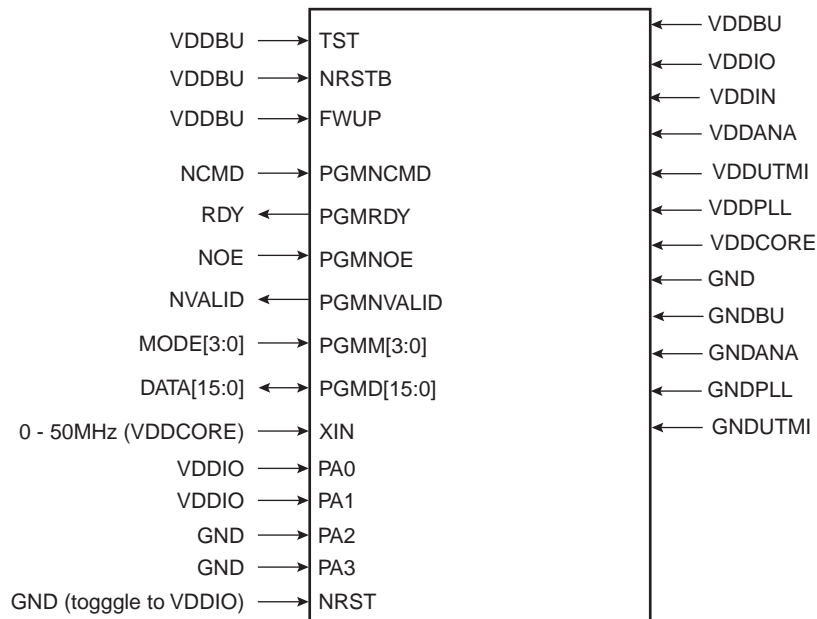 VDDBU TST
VDDBU NRSTB
VDDBU FWUP
NCMD PGMNCMD
RDY PGMRDY
NOE PGMNOE
NVALID PGMNVALID
MODE[3:0] PGMM[3:0]
DATA[15:0] PGMD[15:0]
0 - 50MHz (VDDCORE) XIN
VDDIO PA0
VDDIO PA1
GND PA2
GND PA3
GND (togggle to VDDIO) NRST
VDDBU
VDDIO
VDDIN
VDDANA
VDDUTMI
VDDPLL
VDDCORE
GND
GNDBU
GNDANA
GNDPLL
GNDUTMI